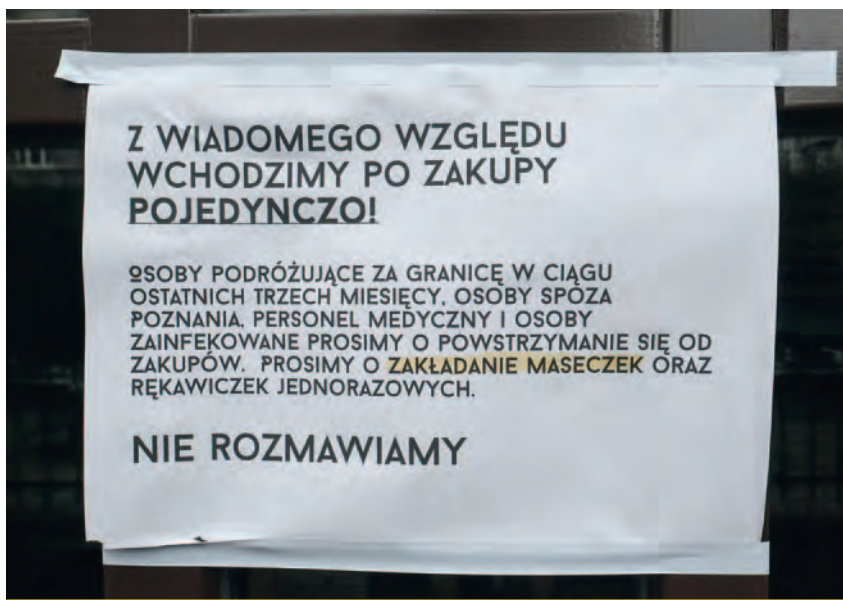 Z WIADOMEGO WZGLĘDU
WCHODZIMY PO ZAKUPY
POJEDYNCZO!
OSOBY PODRÓŻUJĄCE ZA GRANICĘ W CIĄGU
OSTATNICH TRZECH MIESIĘCY, OSOBY SPOZA
POZNANIA, PERSONEL MEDYCZNY I OSOBY
ZAINFEKOWANE PROSIMY O POWSTRZYMANIE SIĘ OD
ZAKUPÓW. PROSIMY O ZAKŁADANIE MASECZEK ORAZ
RĘKAWICZEK JEDNORAZOWYCH.
NIE ROZMAWIAMY